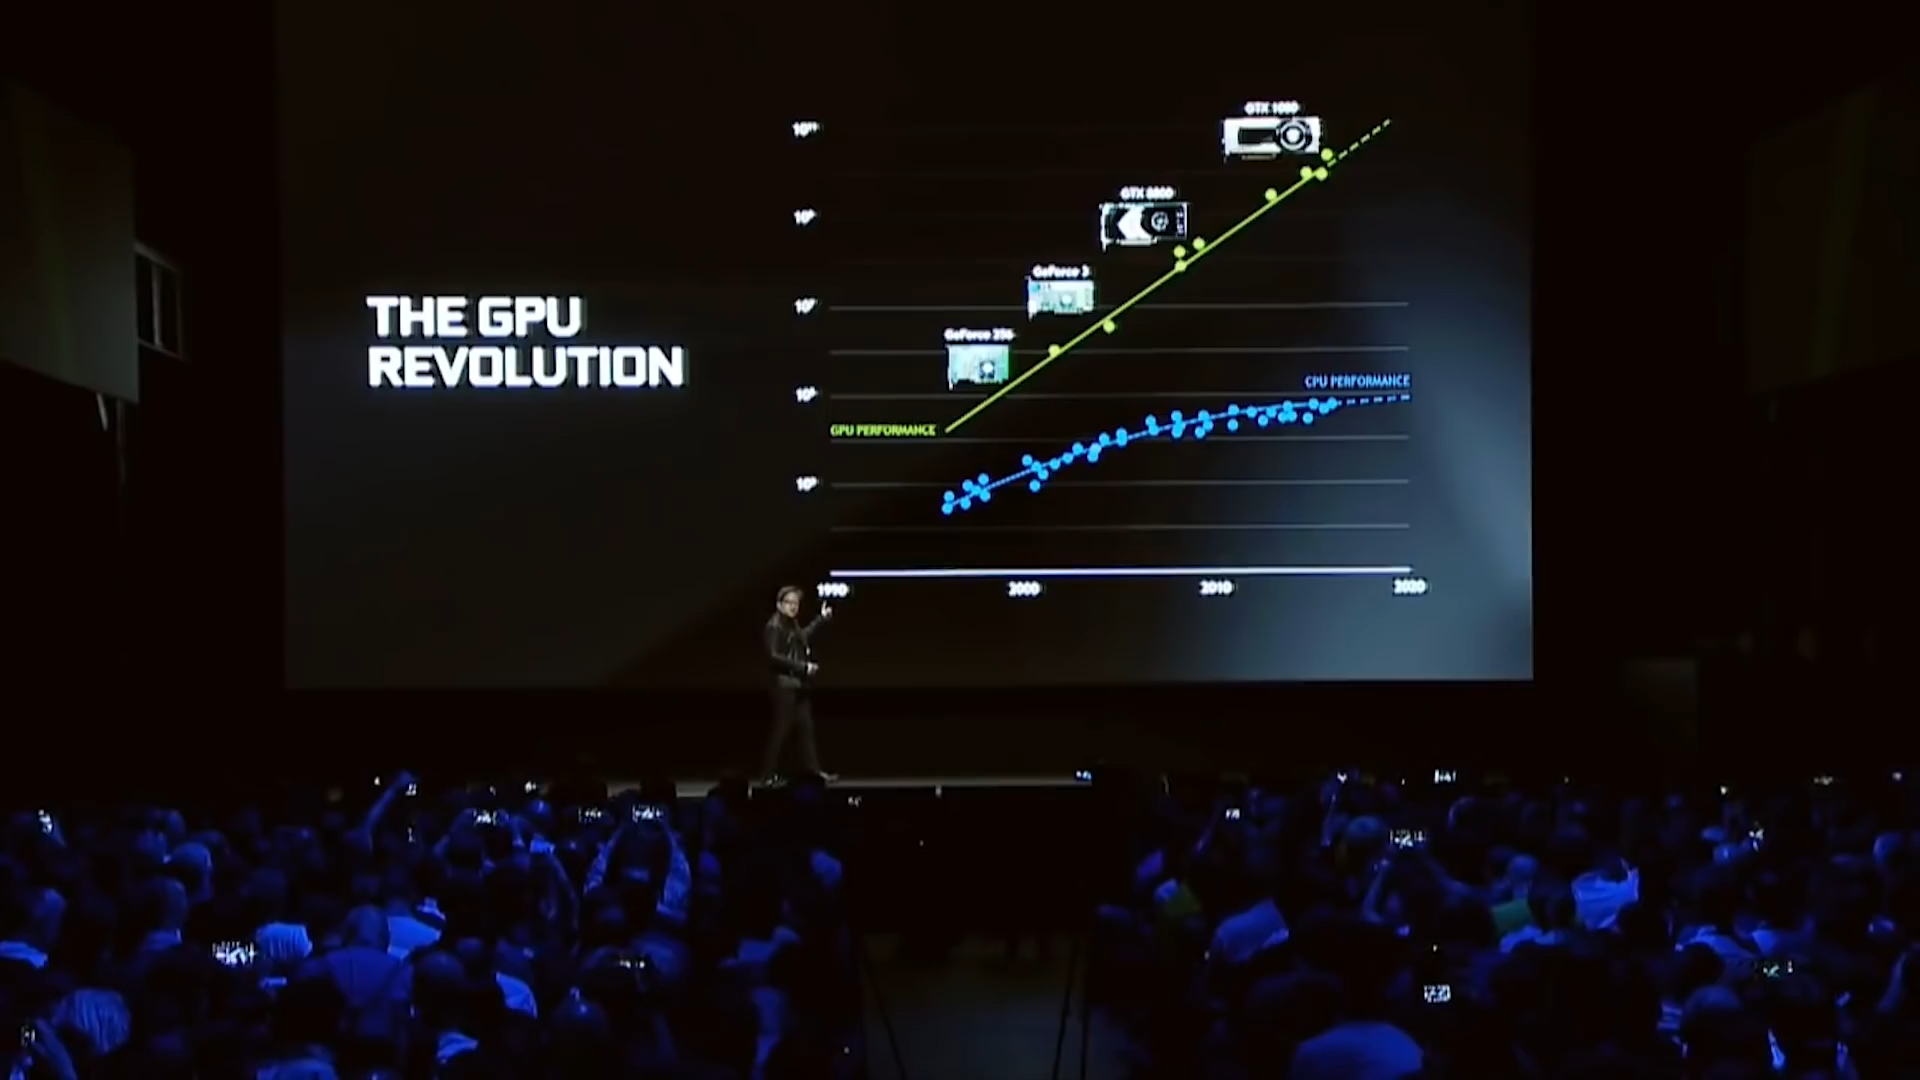 THE GPU
REVOLUTION
GTX 1080
GTX 8800
GeForce 3
GeForce 256
GPU PERFORMANCE
CPU PERFORMANCE
10⁷
1990
2000
2010
2020